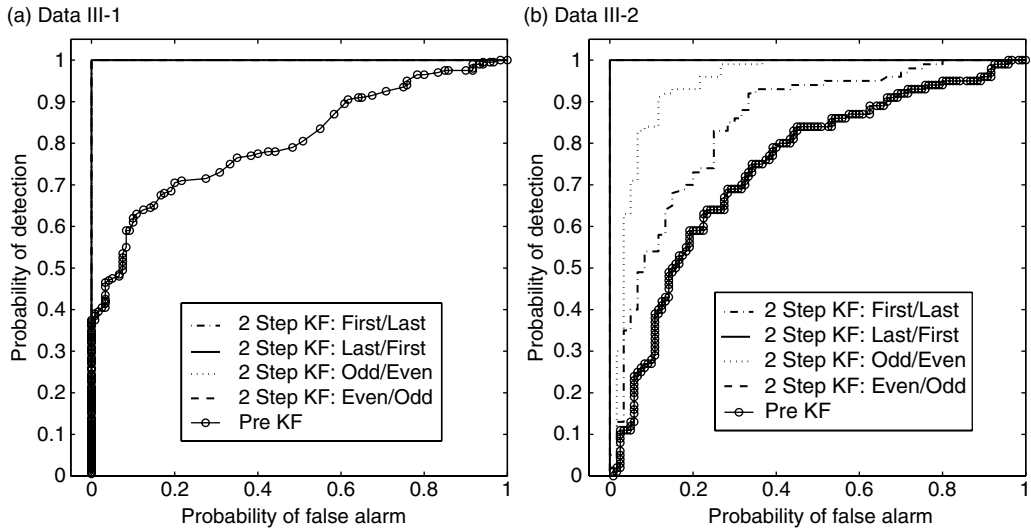 (a) Data III-1
1
0.9
0.8
0.7
0.6
0.5
0.4
0.3
0.2
0.1
0
Probability of detection
2 Step KF: First/Last
2 Step KF: Last/First
2 Step KF: Odd/Even
2 Step KF: Even/Odd
Pre KF
0 0.2 0.4 0.6 0.8 1
Probability of false alarm
(b) Data III-2
1
0.9
0.8
0.7
0.6
0.5
0.4
0.3
0.2
0.1
0
Probability of detection
2 Step KF: First/Last
2 Step KF: Last/First
2 Step KF: Odd/Even
2 Step KF: Even/Odd
Pre KF
0 0.2 0.4 0.6 0.8 1
Probability of false alarm